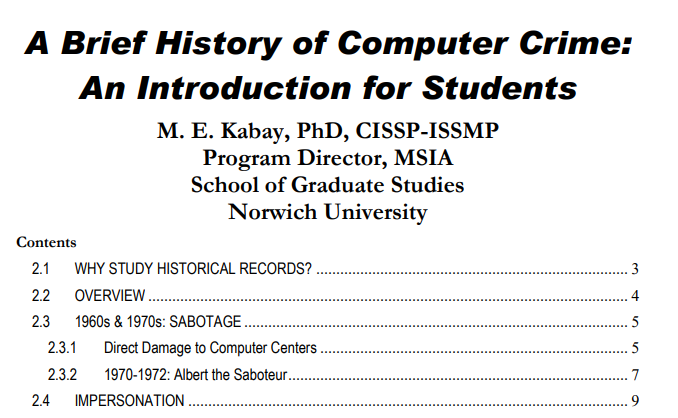 A Brief History of Computer Crime:
An Introduction for Students
M. E. Kabay, PhD, CISSP-ISSMP
Program Director, MSIA
School of Graduate Studies
Norwich University
Contents
2.1 WHY STUDY HISTORICAL RECORDS? ........................................ 3
2.2 OVERVIEW ........................................ 4
2.3 1960s & 1970s: SABOTAGE ........................................ 5
2.3.1 Direct Damage to Computer Centers ........................................ 5
2.3.2 1970-1972: Albert the Saboteur ........................................ 7
2.4 IMPERSONATION ........................................ 9